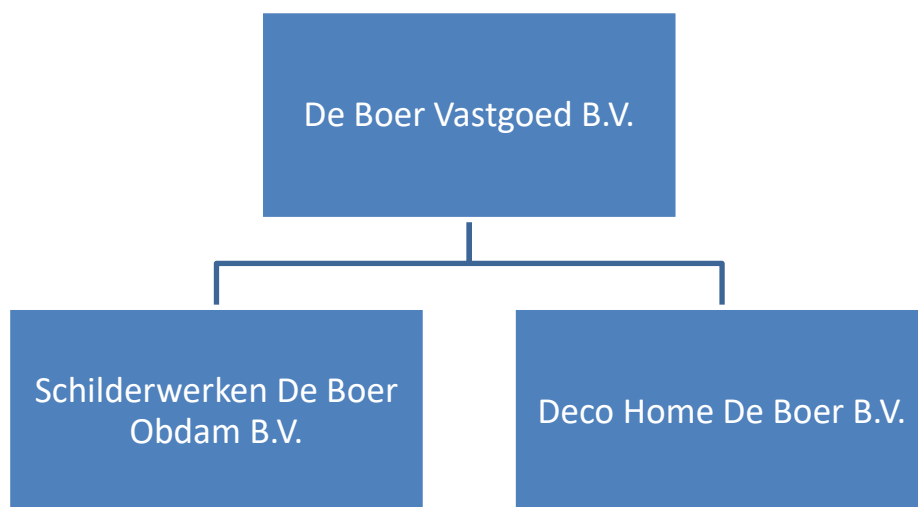 De Boer Vastgoed B.V.
Schilderwerken De Boer
Obdam B.V.
Deco Home De Boer B.V.